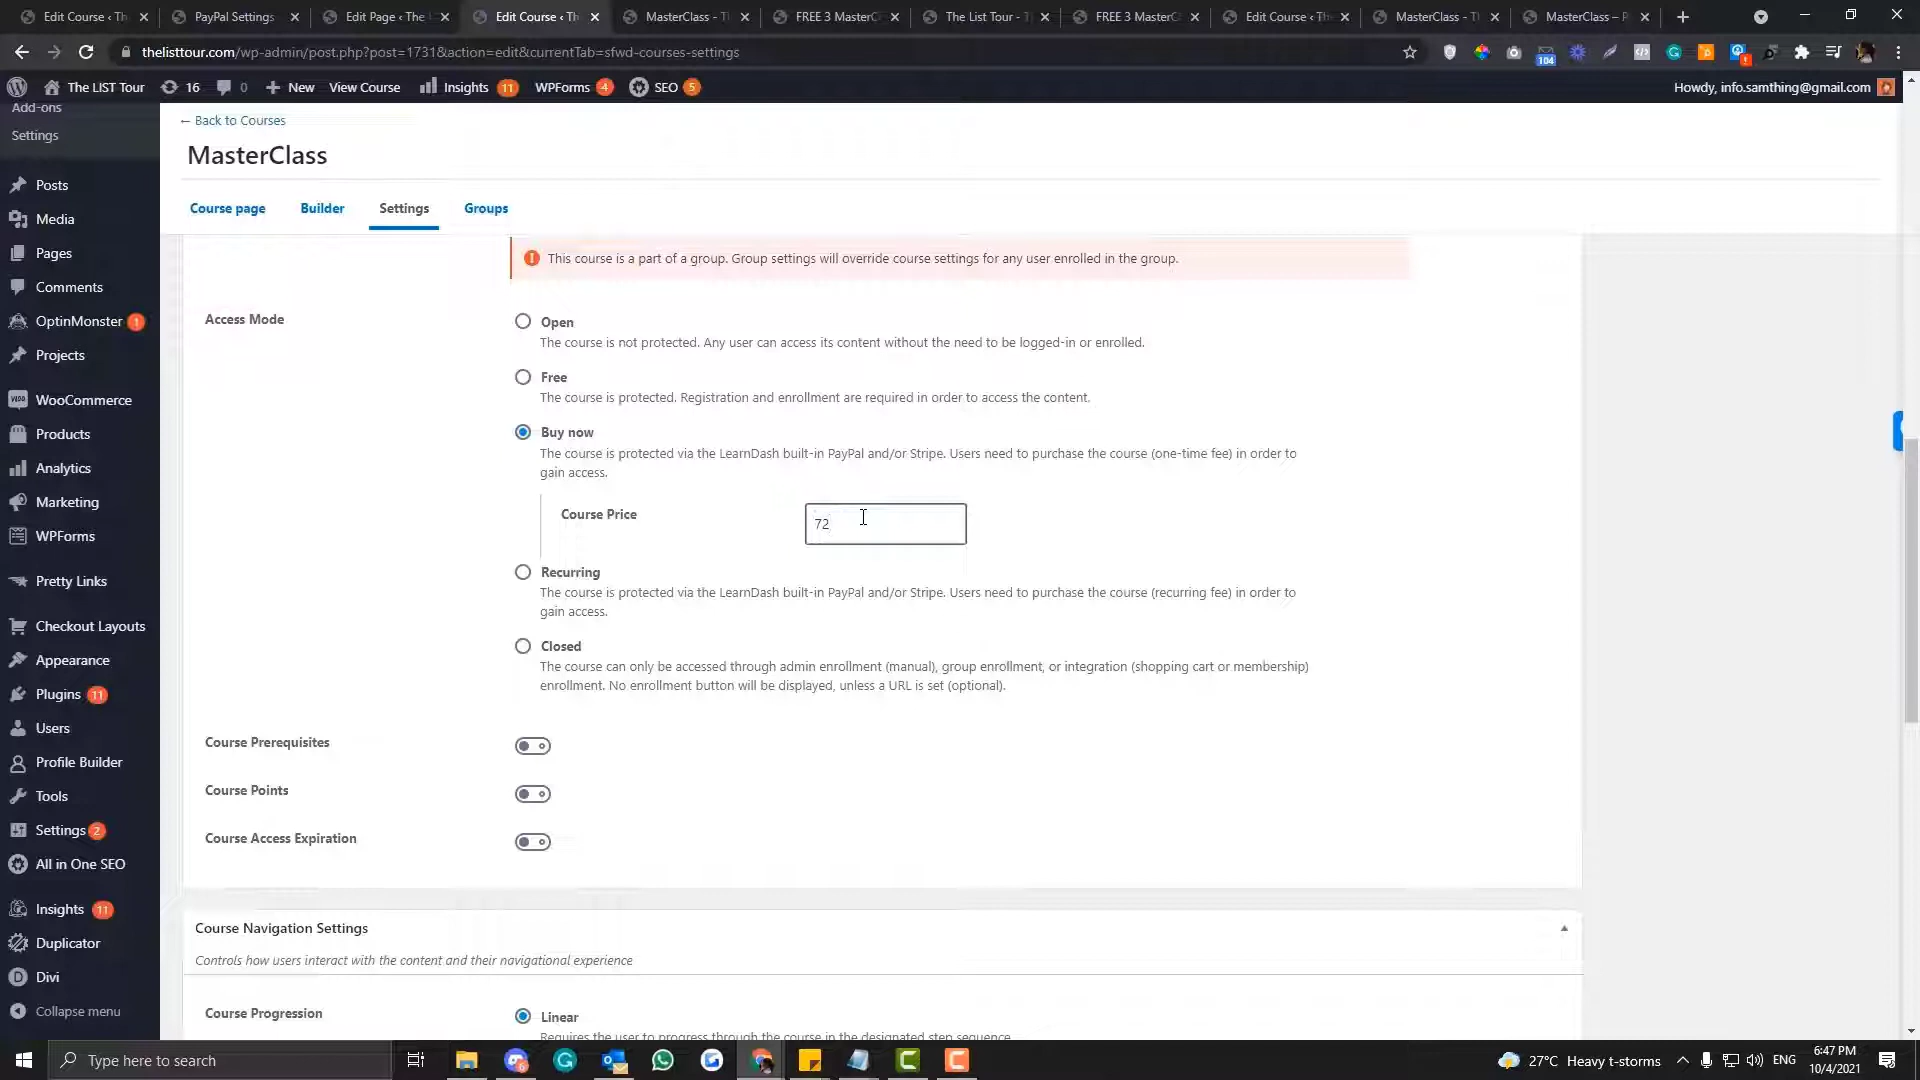 Edit Course ‹ Th
PayPal Settings
Edit Page ‹ The
Edit Course ‹ Th
MasterClass - T
FREE 3 MasterC
The List Tour -
FREE 3 MasterC
Edit Course ‹ Th
MasterClass - Th
MasterClass –
thelisttour.com/wp-admin/post.php?post=1731&action=edit&currentTab=sfwd-courses-settings
104
The LIST Tour
16
0
New
View Course
Insights 11
WPForms 4
SEO 5
Howdy, info.samthing@gmail.com
Add-ons
Settings
Posts
Media
Pages
Comments
OptinMonster 1
Projects
WooCommerce
Products
Analytics
Marketing
WPForms
Pretty Links
Checkout Layouts
Appearance
Plugins 11
Users
Profile Builder
Tools
Settings 2
All in One SEO
Insights 11
Duplicator
Divi
Collapse menu
← Back to Courses
MasterClass
Course page
Builder
Settings
Groups
This course is a part of a group. Group settings will override course settings for any user enrolled in the group.
Access Mode
Open
The course is not protected. Any user can access its content without the need to be logged-in or enrolled.
Free
The course is protected. Registration and enrollment are required in order to access the content.
Buy now
The course is protected via the LearnDash built-in PayPal and/or Stripe. Users need to purchase the course (one-time fee) in order to
gain access.
Course Price
72
Recurring
The course is protected via the LearnDash built-in PayPal and/or Stripe. Users need to purchase the course (recurring fee) in order to
gain access.
Closed
The course can only be accessed through admin enrollment (manual), group enrollment, or integration (shopping cart or membership)
enrollment. No enrollment button will be displayed, unless a URL is set (optional).
Course Prerequisites
Course Points
Course Access Expiration
Course Navigation Settings
Controls how users interact with the content and their navigational experience
Course Progression
Linear
Requires the user to progress through the course in the designated step sequence
Type here to search
27°C Heavy t-storms
ENG
6:47 PM
10/4/2021